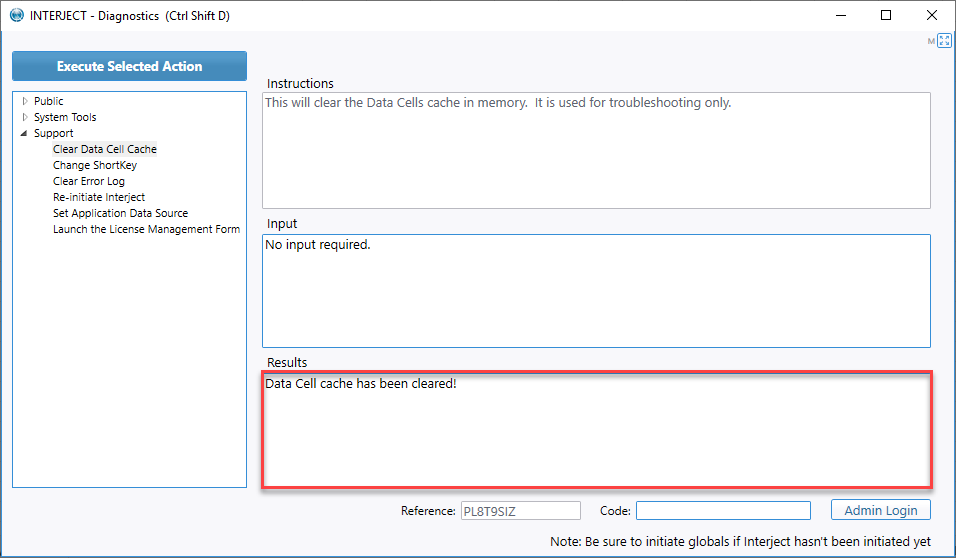 INTERJECT - Diagnostics (Ctrl Shift D)
M
Execute Selected Action
Public
System Tools
Support
Clear Data Cell Cache
Change ShortKey
Clear Error Log
Re-initiate Interject
Set Application Data Source
Launch the License Management Form
Instructions
This will clear the Data Cells cache in memory.  It is used for troubleshooting only.
Input
No input required.
Results
Data Cell cache has been cleared!
Reference: PL8T9SIZ Code: Admin Login
Note: Be sure to initiate globals if Interject hasn't been initiated yet